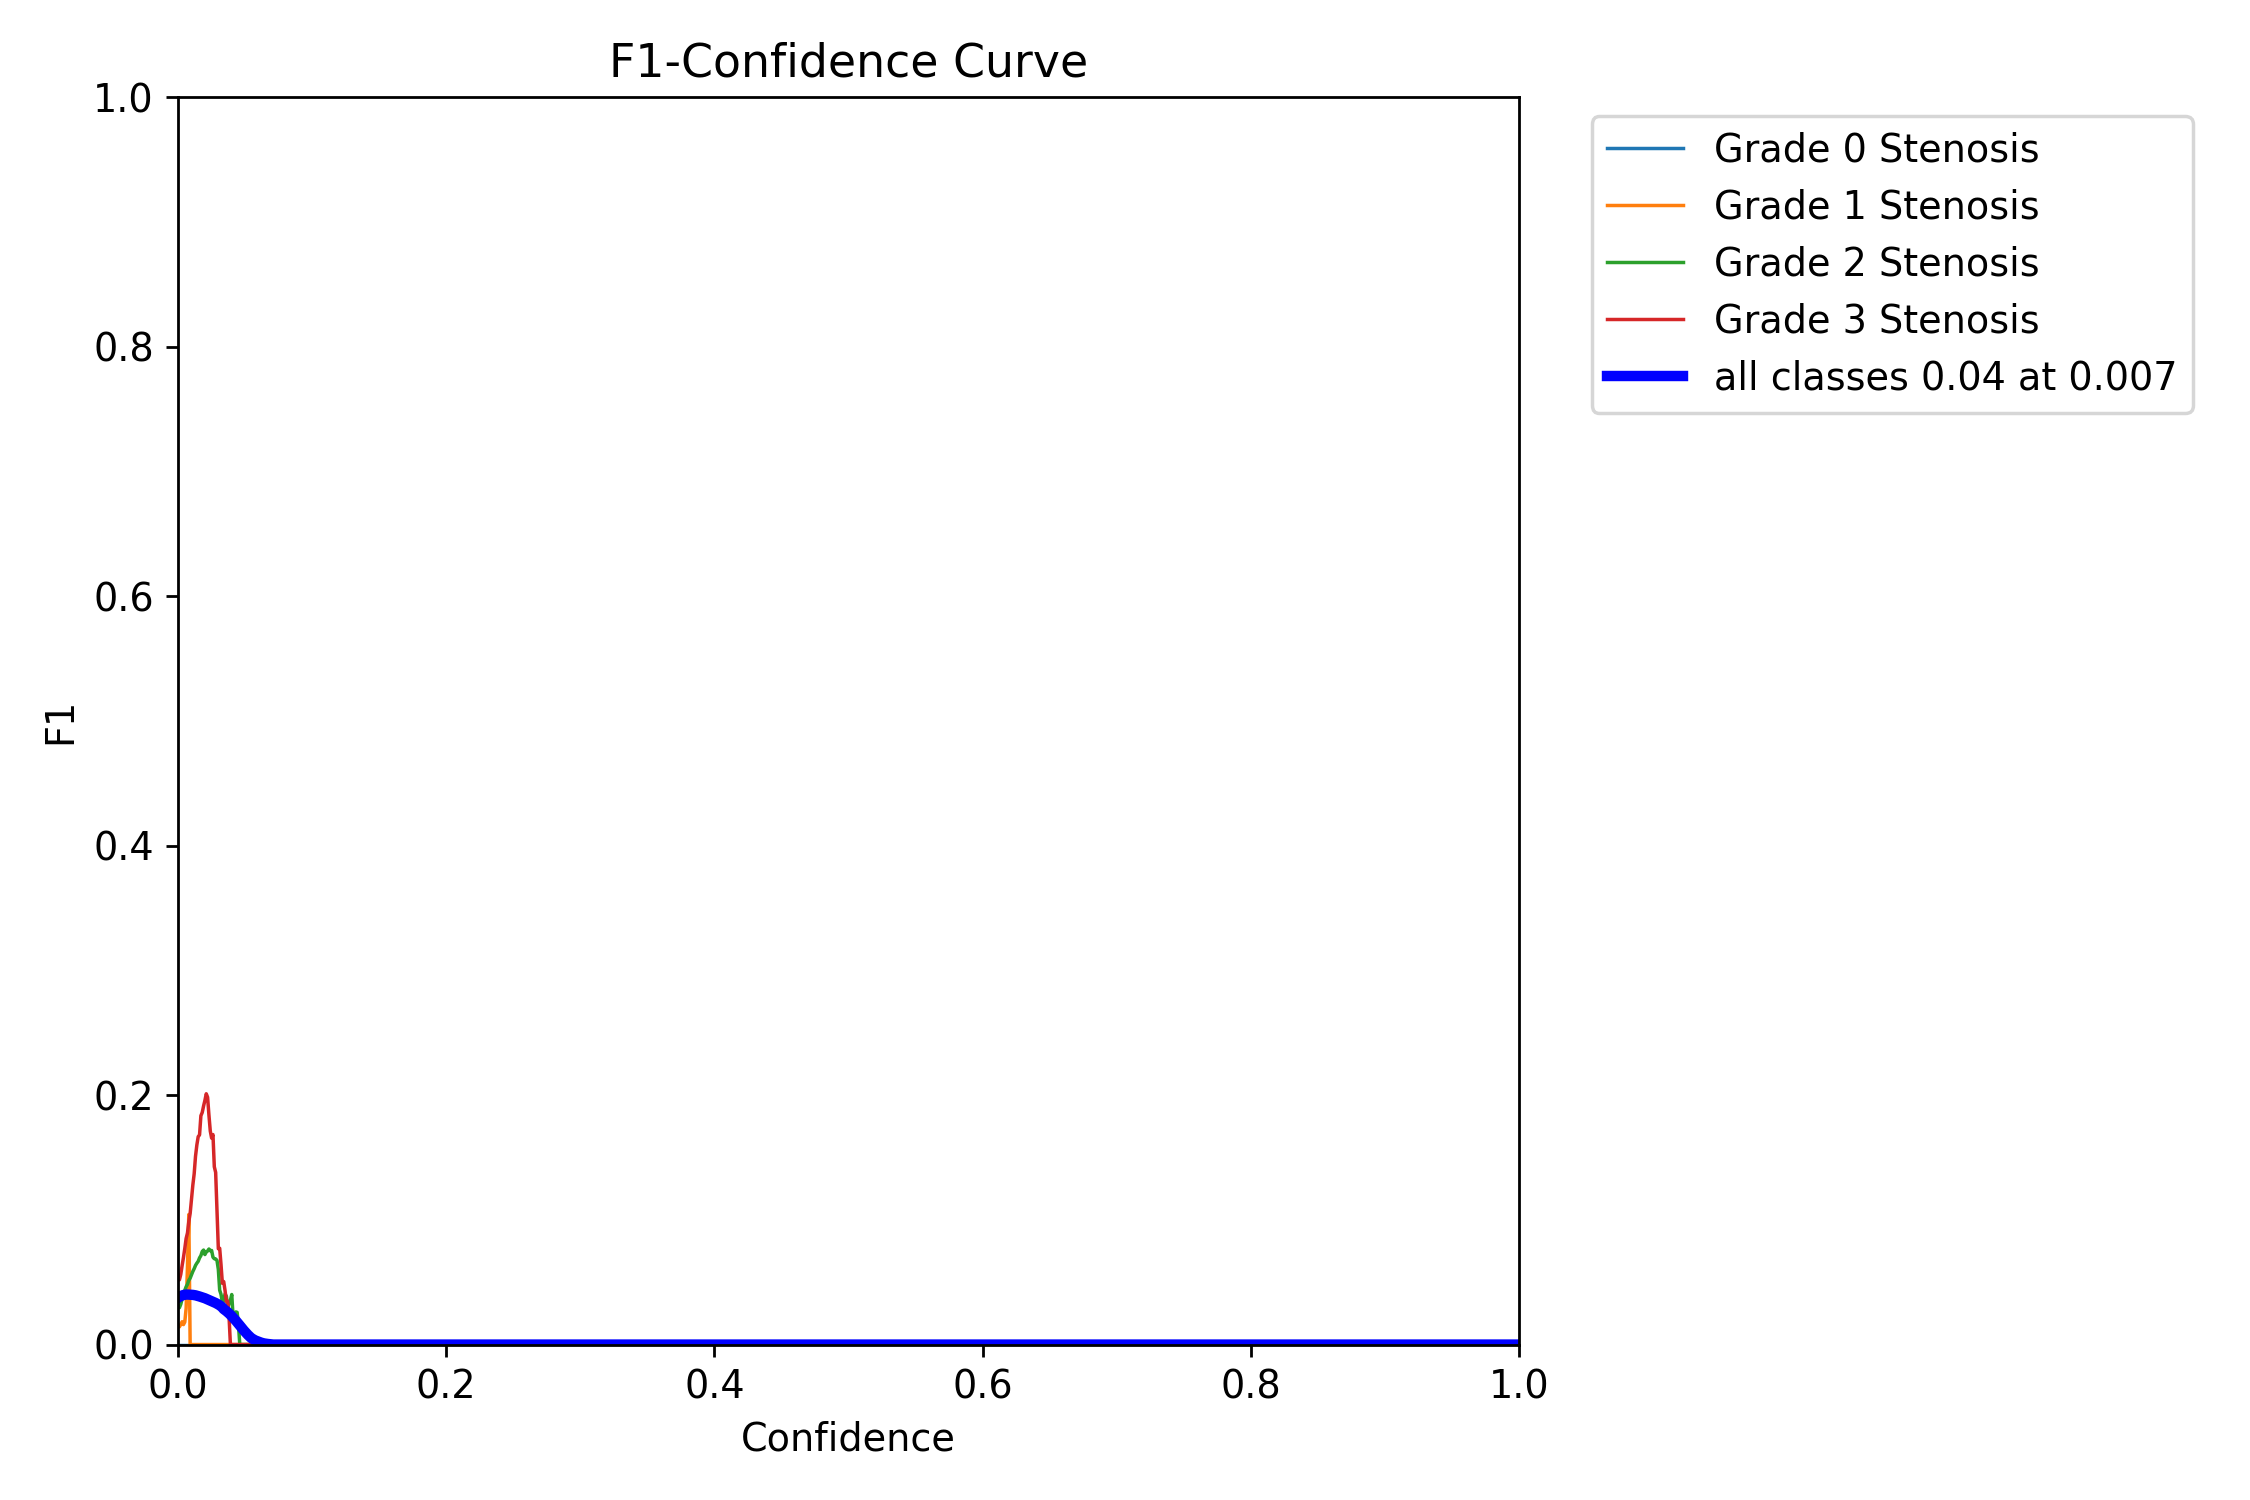 F1-Confidence Curve
1.0
0.8
0.6
0.4
0.2
0.0
F1
0.0 0.2 0.4 0.6 0.8 1.0
Confidence
Grade 0 Stenosis
Grade 1 Stenosis
Grade 2 Stenosis
Grade 3 Stenosis
all classes 0.04 at 0.007